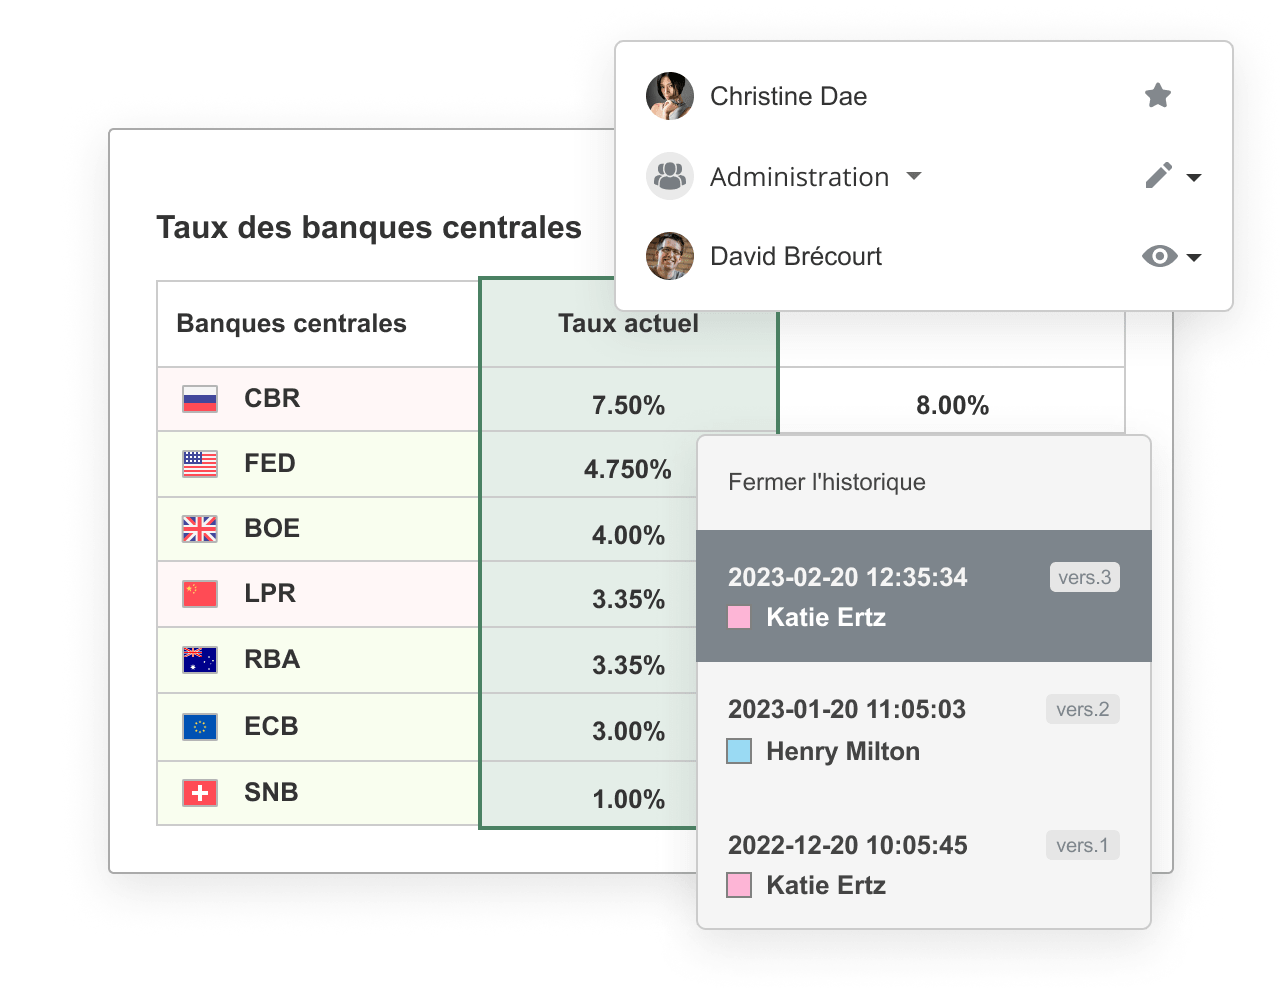 Christine Dae
Administration
David Brécourt
Taux des banques centrales
Banques centrales
Taux actuel
CBR
7.50%
8.00%
FED
4.750%
BOE
4.00%
LPR
3.35%
RBA
3.35%
ECB
3.00%
SNB
1.00%
Fermer l'historique
2023-02-20 12:35:34
vers.3
Katie Ertz
2023-01-20 11:05:03
vers.2
Henry Milton
2022-12-20 10:05:45
vers.1
Katie Ertz